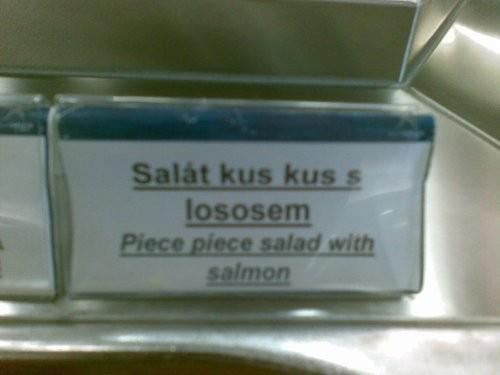 Salát kus kus s
lososem
Piece piece salad with
salmon